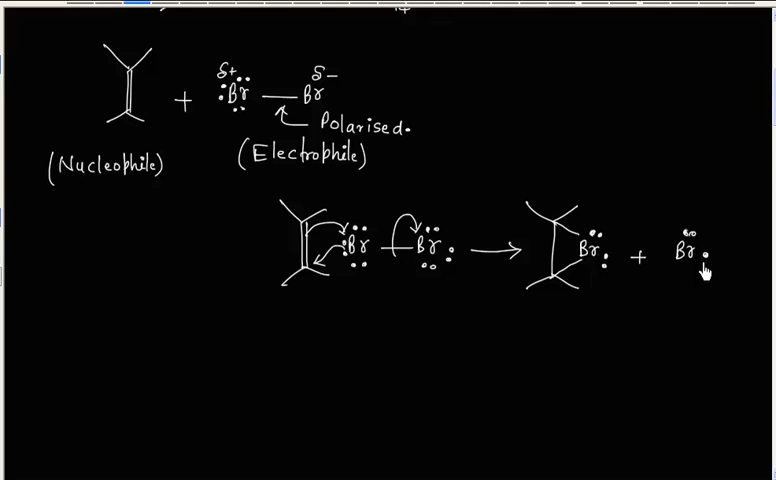 δ+ δ−
+ Br — Br
Polarised.
(Nucleophile) (Electrophile)
Br — Br → Br + Br